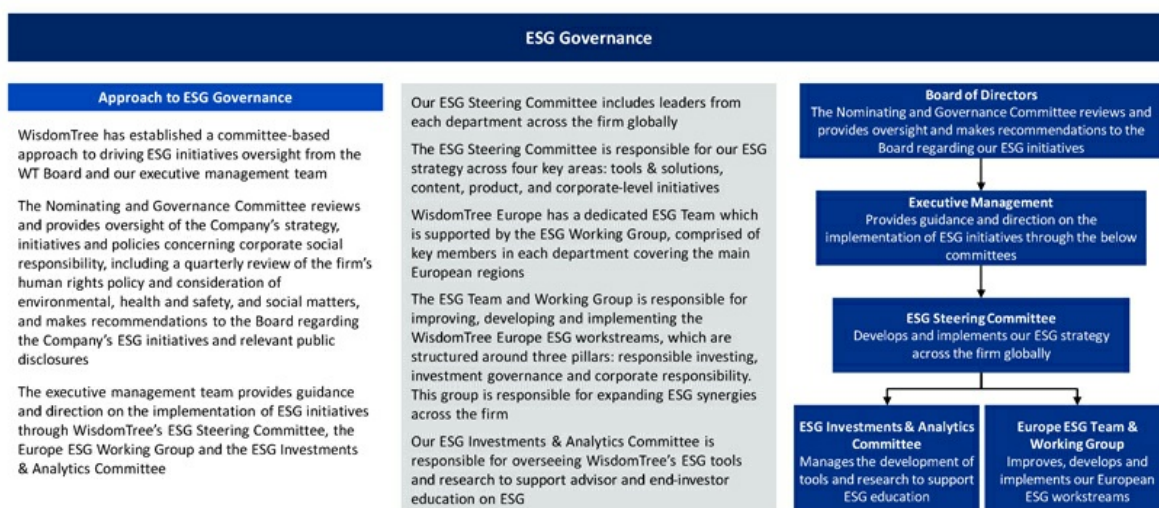 ESG Governance
Approach to ESG Governance
WisdomTree has established a committee-based
approach to driving ESG initiatives oversight from the
WT Board and our executive management team
The Nominating and Governance Committee reviews
and provides oversight of the Company's strategy,
initiatives and policies concerning corporate social
responsibility, including a quarterly review of the firm's
human rights policy and consideration of
environmental, health and safety, and social matters,
and makes recommendations to the Board regarding
the Company's ESG initiatives and relevant public
disclosures
The executive management team provides guidance
and direction on the implementation of ESG initiatives
through WisdomTree's ESG Steering Committee, the
Europe ESG Working Group and the ESG Investments
& Analytics Committee
Our ESG Steering Committee includes leaders from
each department across the firm globally
The ESG Steering Committee is responsible for our ESG
strategy across four key areas: tools & solutions,
content, product, and corporate-level initiatives
WisdomTree Europe has a dedicated ESG Team which
is supported by the ESG Working Group, comprised of
key members in each department covering the main
European regions
The ESG Team and Working Group is responsible for
improving, developing and implementing the
WisdomTree Europe ESG workstreams, which are
structured around three pillars: responsible investing,
investment governance and corporate responsibility.
This group is responsible for expanding ESG synergies
across the firm
Our ESG Investments & Analytics Committee is
responsible for overseeing WisdomTree's ESG tools
and research to support advisor and end-investor
education on ESG
Board of Directors
The Nominating and Governance Committee reviews and
provides oversight and makes recommendations to the
Board regarding our ESG initiatives
Executive Management
Provides guidance and direction on the
implementation of ESG initiatives through the below
committees
ESG Steering Committee
Develops and implements our ESG strategy
across the firm globally
ESG Investments & Analytics
Committee
Manages the development of
tools and research to support
ESG education
Europe ESG Team &
Working Group
Improves, develops and
implements our European
ESG workstreams